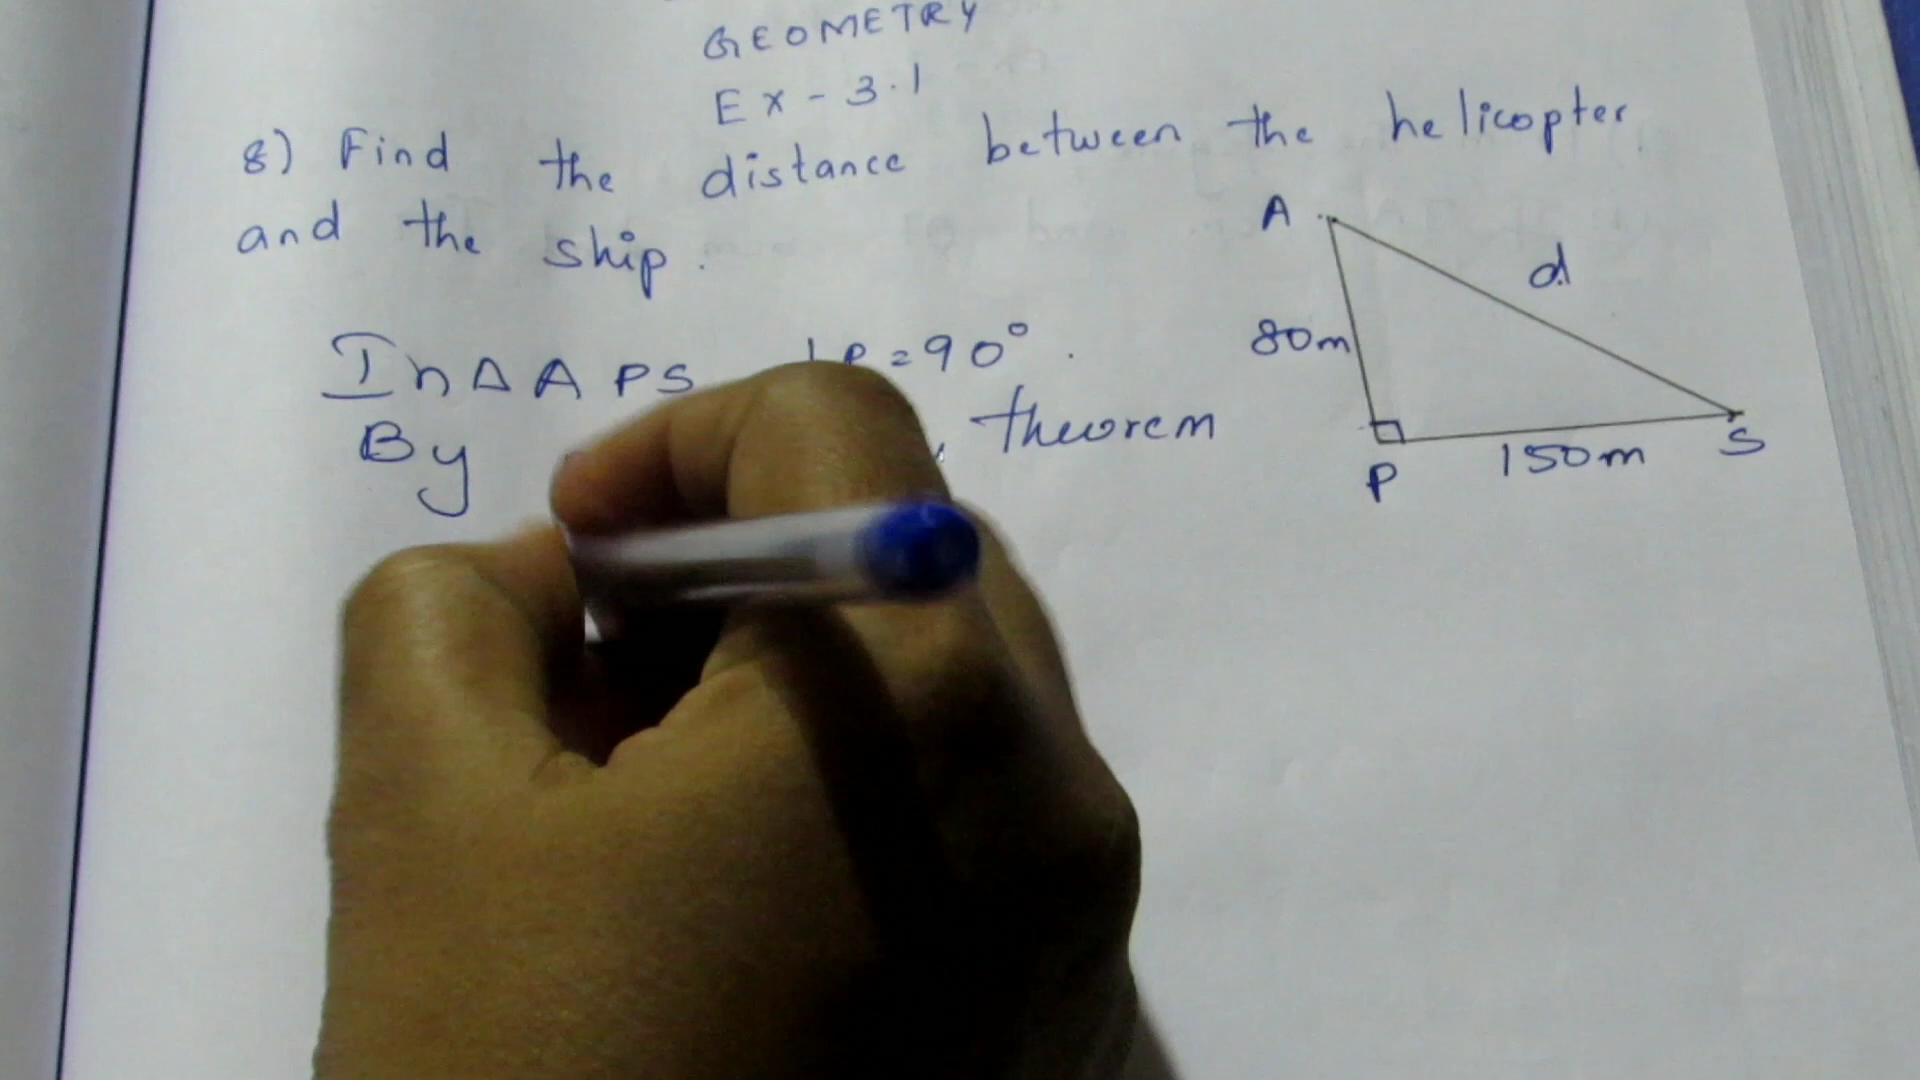 GEOMETRY
Ex - 3.1
8) Find the distance between the helicopter
and the ship.
A
d
80m
P
150m
S
In Δ APS P = 90°.
By theorem